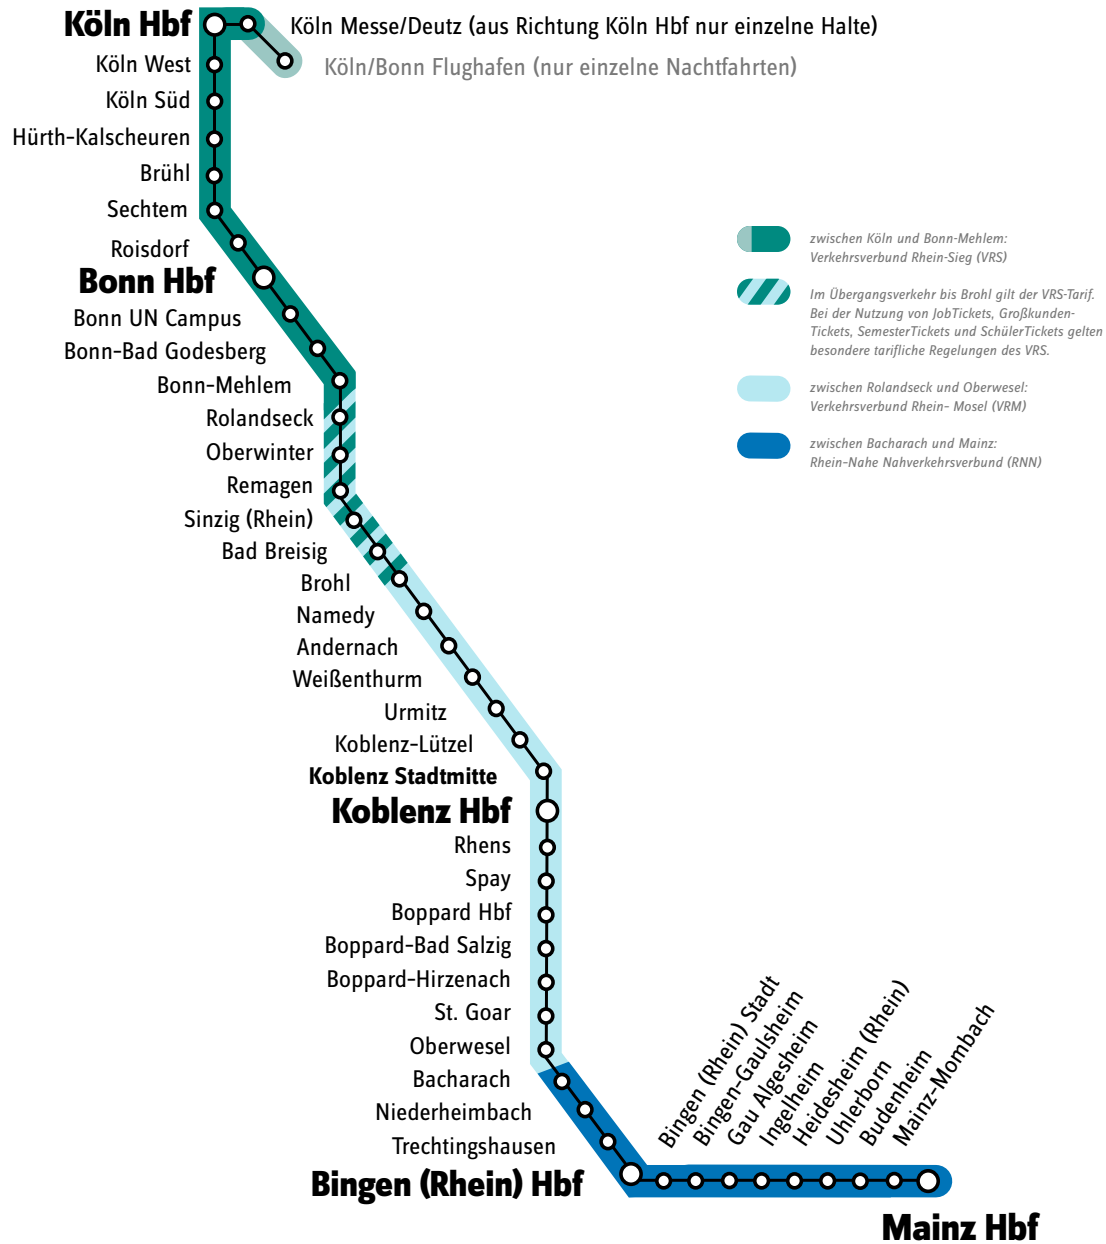 Köln Hbf
Köln Messe/Deutz (aus Richtung Köln Hbf nur einzelne Halte)
Köln West
Köln/Bonn Flughafen (nur einzelne Nachtfahrten)
Köln Süd
Hürth-Kalscheuren
Brühl
Sechtem
Roisdorf
Bonn Hbf
Bonn UN Campus
Bonn-Bad Godesberg
Bonn-Mehlem
Rolandseck
Oberwinter
Remagen
Sinzig (Rhein)
Bad Breisig
Brohl
Namedy
Andernach
Weißenthurm
Urmitz
Koblenz-Lützel
Koblenz Stadtmitte
Koblenz Hbf
Rhens
Spay
Boppard Hbf
Boppard-Bad Salzig
Boppard-Hirzenach
St. Goar
Oberwesel
Bacharach
Niederheimbach
Trechtingshausen
Bingen (Rhein) Hbf
Bingen (Rhein) Stadt
Bingen-Gaulsheim
Gau Algesheim
Ingelheim
Heidesheim (Rhein)
Uhlerborn
Budenheim
Mainz-Mombach
Mainz Hbf
zwischen Köln und Bonn-Mehlem:
Verkehrsverbund Rhein-Sieg (VRS)
Im Übergangsverkehr bis Brohl gilt der VRS-Tarif.
Bei der Nutzung von JobTickets, Großkunden-
Tickets, SemesterTickets und SchülerTickets gelten
besondere tarifliche Regelungen des VRS.
zwischen Rolandseck und Oberwesel:
Verkehrsverbund Rhein- Mosel (VRM)
zwischen Bacharach und Mainz:
Rhein-Nahe Nahverkehrsverbund (RNN)